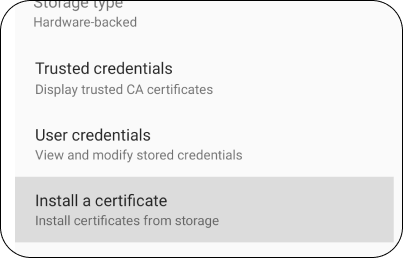 Storage type
Hardware-backed
Trusted credentials
Display trusted CA certificates
User credentials
View and modify stored credentials
Install a certificate
Install certificates from storage